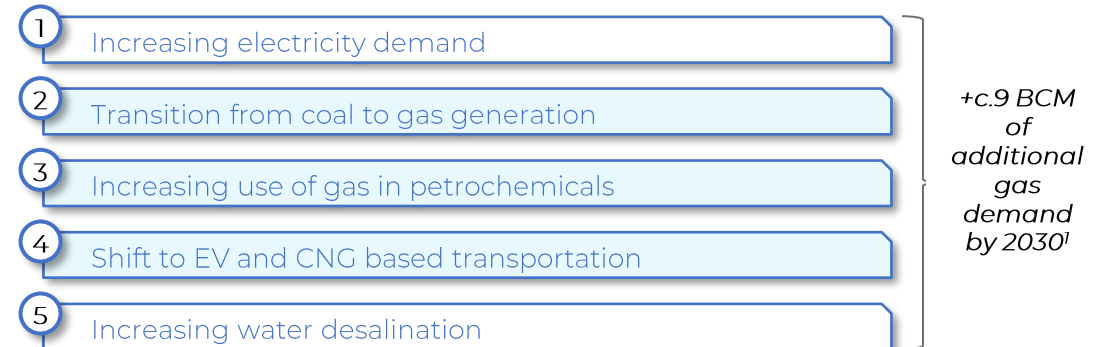 1
Increasing electricity demand
2
Transition from coal to gas generation
3
Increasing use of gas in petrochemicals
4
Shift to EV and CNG based transportation
5
Increasing water desalination
+c.9 BCM
of
additional
gas
demand
by 2030¹